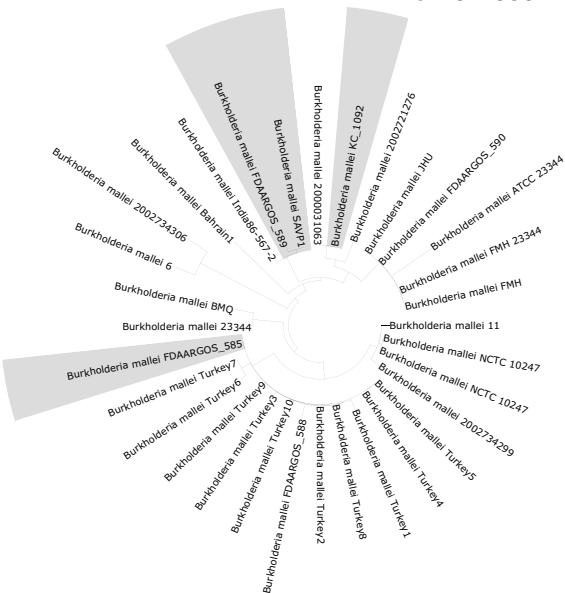 Burkholderia mallei 2000031063
Burkholderia mallei KC_1092
Burkholderia mallei 2002721276
Burkholderia mallei JHU
Burkholderia mallei FDAARGOS_590
Burkholderia mallei ATCC 23344
Burkholderia mallei FMH 23344
Burkholderia mallei FMH
Burkholderia mallei 11
Burkholderia mallei NCTC 10247
Burkholderia mallei NCTC 10247
Burkholderia mallei 2002734299
Burkholderia mallei Turkey5
Burkholderia mallei Turkey4
Burkholderia mallei Turkey1
Burkholderia mallei Turkey8
Burkholderia mallei Turkey2
Burkholderia mallei FDAARGOS_588
Burkholderia mallei Turkey10
Burkholderia mallei Turkey3
Burkholderia mallei Turkey9
Burkholderia mallei Turkey6
Burkholderia mallei Turkey7
Burkholderia mallei FDAARGOS_585
Burkholderia mallei 23344
Burkholderia mallei BMQ
Burkholderia mallei 6
Burkholderia mallei 2002734306
Burkholderia mallei Bahrain1
Burkholderia mallei India86-567-2
Burkholderia mallei FDAARGOS_589
Burkholderia mallei SAVP1